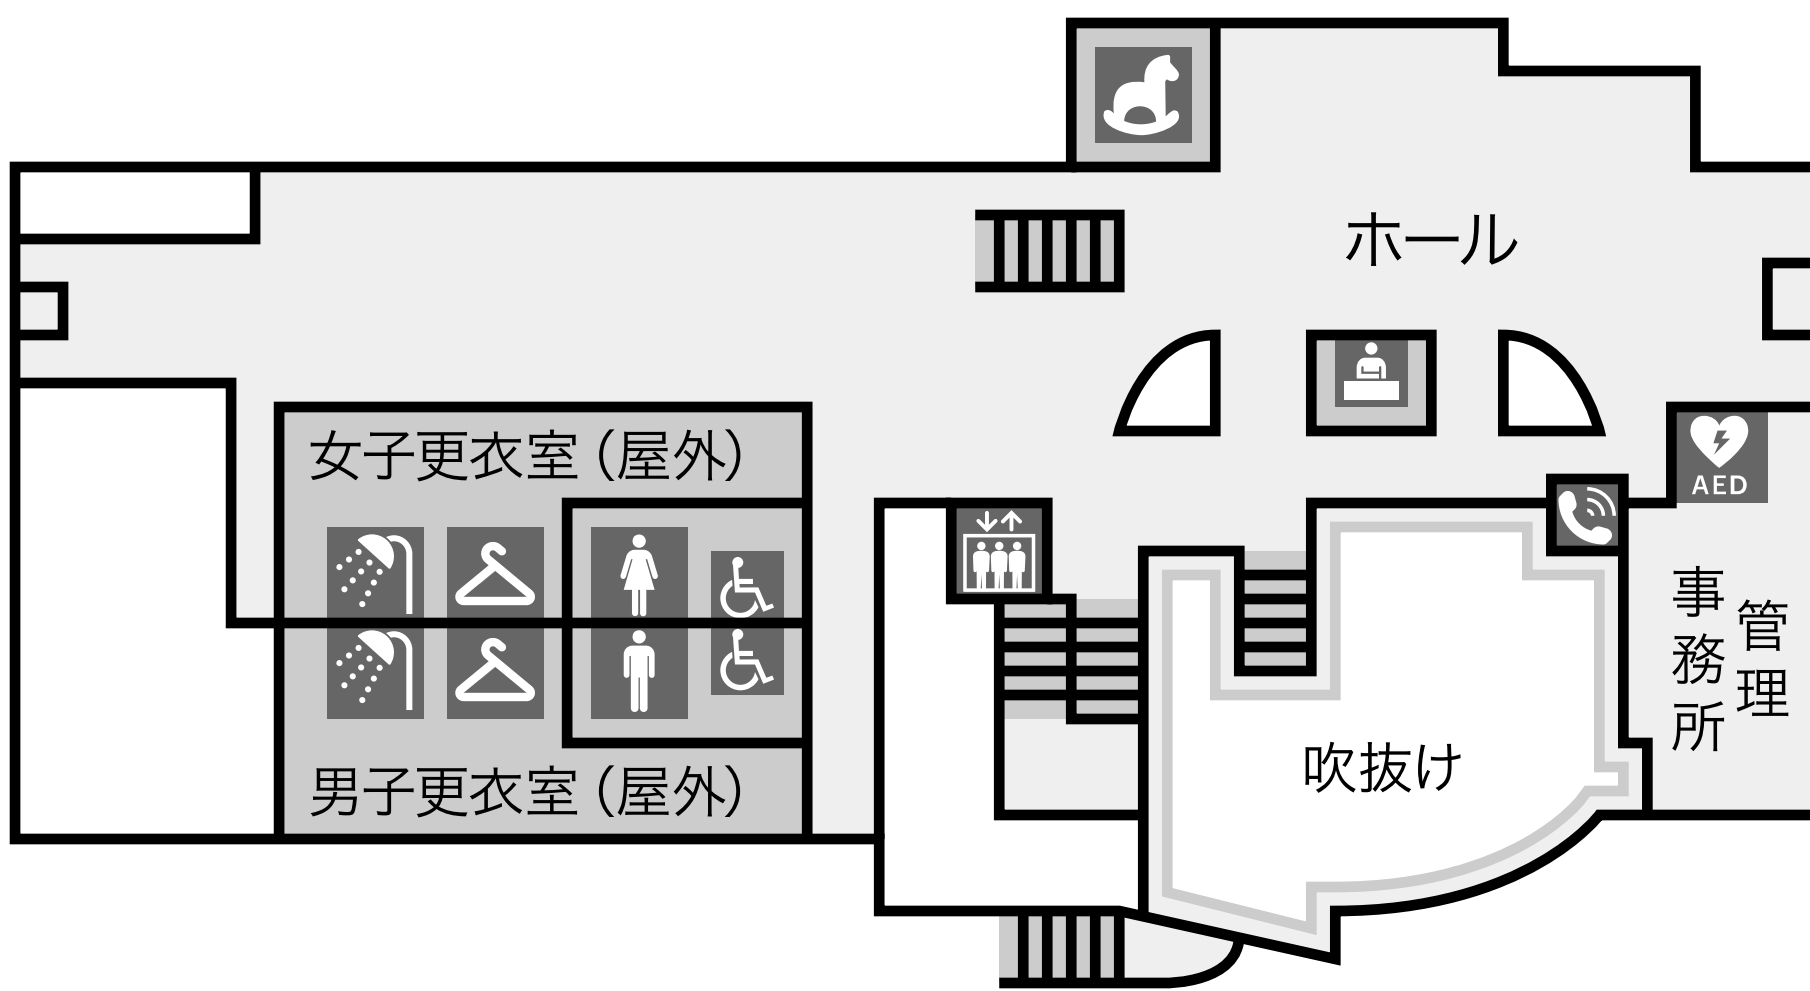 ホール
女子更衣室（屋外）
AED
管理
事務所
吹抜け
男子更衣室（屋外）